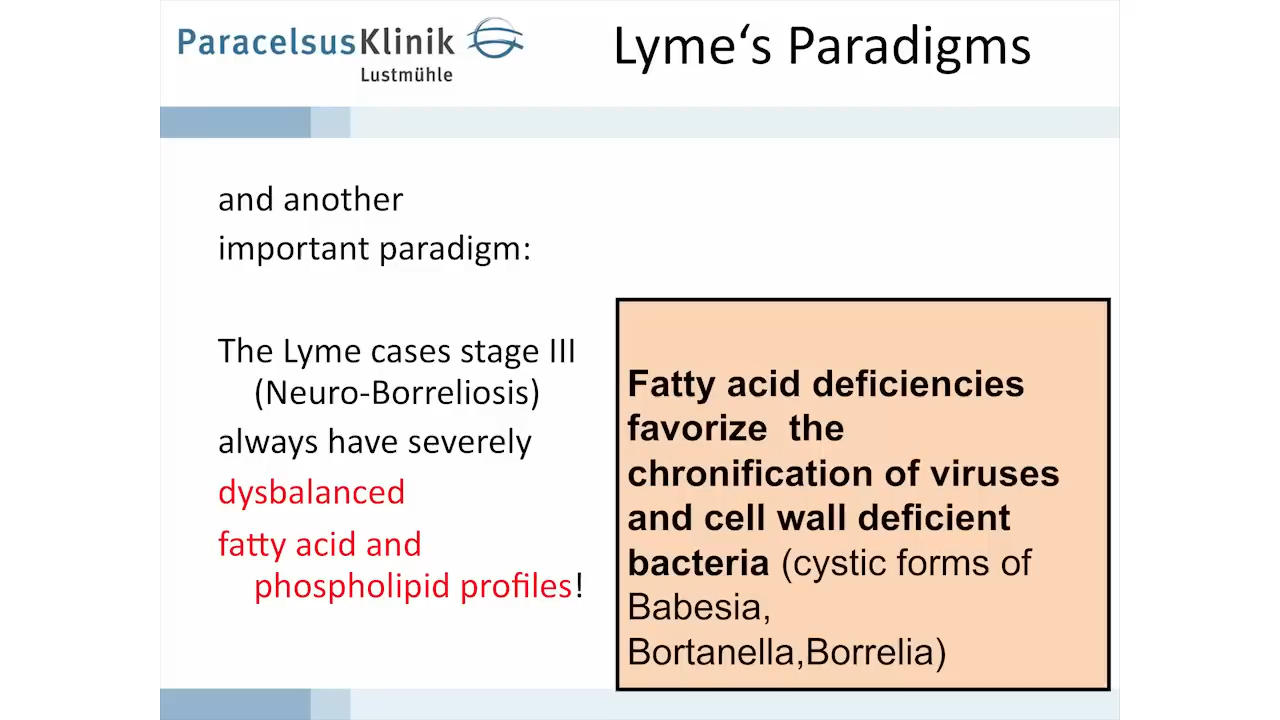 ParacelsusKlinik
Lustmühle
Lyme‘s Paradigms
and another
important paradigm:
The Lyme cases stage III
(Neuro-Borreliosis)
always have severely
dysbalanced
fatty acid and
phospholipid profiles!
Fatty acid deficiencies
favorize the
chronification of viruses
and cell wall deficient
bacteria (cystic forms of
Babesia,
Bortanella,Borrelia)